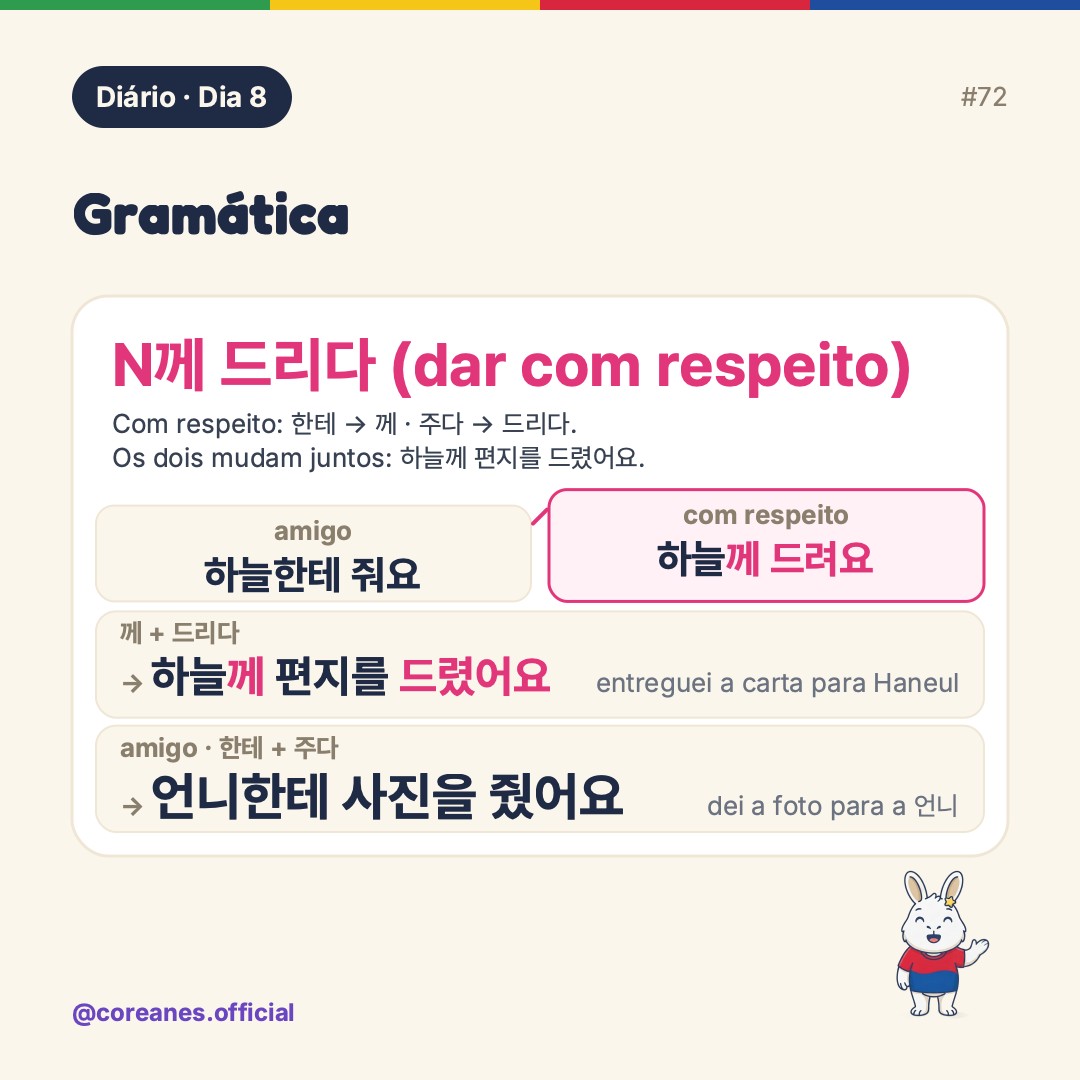 Diário · Dia 8
#72
Gramática
N께 드리다 (dar com respeito)
Com respeito: 한테 → 께 · 주다 → 드리다.
Os dois mudam juntos: 하늘께 편지를 드렸어요.
amigo
하늘한테 줘요
com respeito
하늘께 드려요
께 + 드리다
→ 하늘께 편지를 드렸어요 entreguei a carta para Haneul
amigo · 한테 + 주다
→ 언니한테 사진을 줬어요 dei a foto para a 언니
@coreanes.official